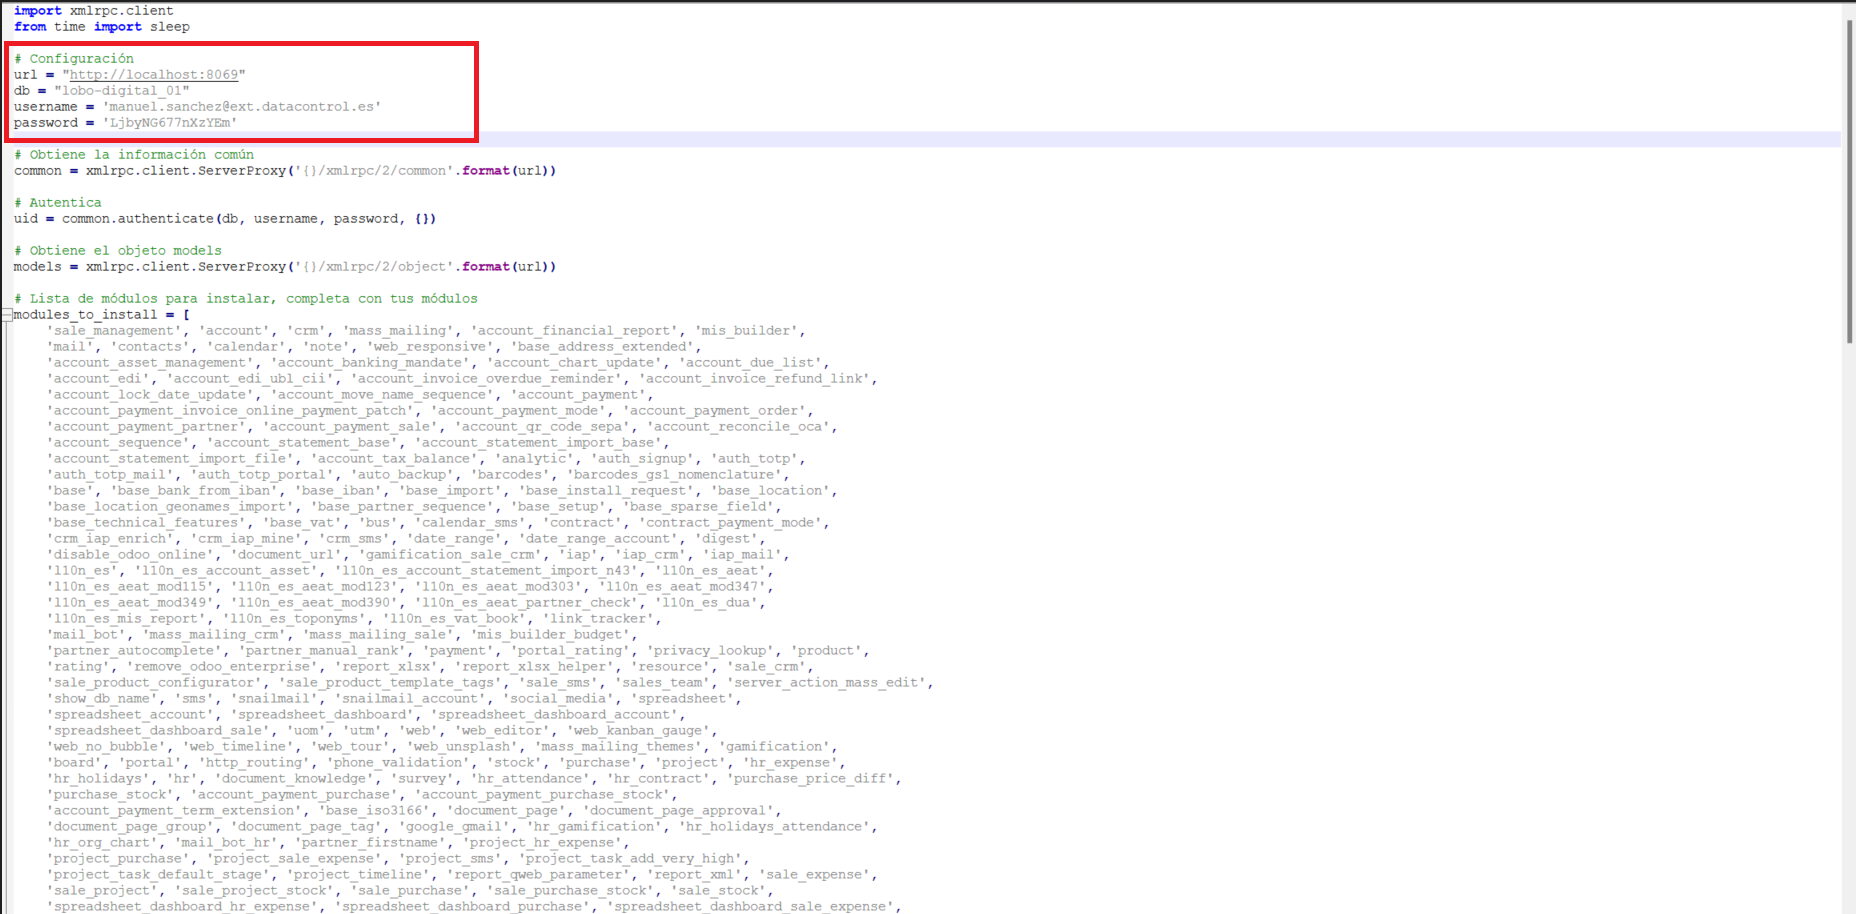 import xmlrpc.client
from time import sleep
# Configuración
url = "http://localhost:8069"
db = "lobo-digital_01"
username = 'manuel.sanchez@ext.datacontrol.es'
password = 'LjbyNG677nXzYEm'
# Obtiene la información común
common = xmlrpc.client.ServerProxy('{}/xmlrpc/2/common'.format(url))
# Autentica
uid = common.authenticate(db, username, password, {})
# Obtiene el objeto models
models = xmlrpc.client.ServerProxy('{}/xmlrpc/2/object'.format(url))
# Lista de módulos para instalar, completa con tus módulos
modules_to_install = [
'sale_management', 'account', 'crm', 'mass_mailing', 'account_financial_report', 'mis_builder',
'mail', 'contacts', 'calendar', 'note', 'web_responsive', 'base_address_extended',
'account_asset_management', 'account_banking_mandate', 'account_chart_update', 'account_due_list',
'account_edi', 'account_edi_ubl_cii', 'account_invoice_overdue_reminder', 'account_invoice_refund_link',
'account_lock_date_update', 'account_move_name_sequence', 'account_payment',
'account_payment_invoice_online_payment_patch', 'account_payment_mode', 'account_payment_order',
'account_payment_partner', 'account_payment_sale', 'account_qr_code_sepa', 'account_reconcile_oca',
'account_sequence', 'account_statement_base', 'account_statement_import_base',
'account_statement_import_file', 'account_tax_balance', 'analytic', 'auth_signup', 'auth_totp',
'auth_totp_mail', 'auth_totp_portal', 'auto_backup', 'barcodes', 'barcodes_gs1_nomenclature',
'base', 'base_bank_from_iban', 'base_iban', 'base_import', 'base_install_request', 'base_location',
'base_location_geonames_import', 'base_partner_sequence', 'base_setup', 'base_sparse_field',
'base_technical_features', 'base_vat', 'bus', 'calendar_sms', 'contract', 'contract_payment_mode',
'crm_iap_enrich', 'crm_iap_mine', 'crm_sms', 'date_range', 'date_range_account', 'digest',
'disable_odoo_online', 'document_url', 'gamification_sale_crm', 'iap', 'iap_crm', 'iap_mail',
'l10n_es', 'l10n_es_account_asset', 'l10n_es_account_statement_import_n43', 'l10n_es_aeat',
'l10n_es_aeat_mod115', 'l10n_es_aeat_mod123', 'l10n_es_aeat_mod303', 'l10n_es_aeat_mod347',
'l10n_es_aeat_mod349', 'l10n_es_aeat_mod390', 'l10n_es_aeat_partner_check', 'l10n_es_dua',
'l10n_es_mis_report', 'l10n_es_toponyms', 'l10n_es_vat_book', 'link_tracker',
'mail_bot', 'mass_mailing_crm', 'mass_mailing_sale', 'mis_builder_budget',
'partner_autocomplete', 'partner_manual_rank', 'payment', 'portal_rating', 'privacy_lookup', 'product',
'rating', 'remove_odoo_enterprise', 'report_xlsx', 'report_xlsx_helper', 'resource', 'sale_crm',
'sale_product_configurator', 'sale_product_template_tags', 'sale_sms', 'sales_team', 'server_action_mass_edit',
'show_db_name', 'sms', 'snailmail', 'snailmail_account', 'social_media', 'spreadsheet',
'spreadsheet_account', 'spreadsheet_dashboard', 'spreadsheet_dashboard_account',
'spreadsheet_dashboard_sale', 'uom', 'utm', 'web', 'web_editor', 'web_kanban_gauge',
'web_no_bubble', 'web_timeline', 'web_tour', 'web_unsplash', 'mass_mailing_themes', 'gamification',
'board', 'portal', 'http_routing', 'phone_validation', 'stock', 'purchase', 'project', 'hr_expense',
'hr_holidays', 'hr', 'document_knowledge', 'survey', 'hr_attendance', 'hr_contract', 'purchase_price_diff',
'purchase_stock', 'account_payment_purchase', 'account_payment_purchase_stock',
'account_payment_term_extension', 'base_iso3166', 'document_page', 'document_page_approval',
'document_page_group', 'document_page_tag', 'google_gmail', 'hr_gamification', 'hr_holidays_attendance',
'hr_org_chart', 'mail_bot_hr', 'partner_firstname', 'project_hr_expense',
'project_purchase', 'project_sale_expense', 'project_sms', 'project_task_add_very_high',
'project_task_default_stage', 'project_timeline', 'report_qweb_parameter', 'report_xml', 'sale_expense',
'sale_project', 'sale_project_stock', 'sale_purchase', 'sale_purchase_stock', 'sale_stock',
'spreadsheet_dashboard_hr_expense', 'spreadsheet_dashboard_purchase', 'spreadsheet_dashboard_sale_expense',